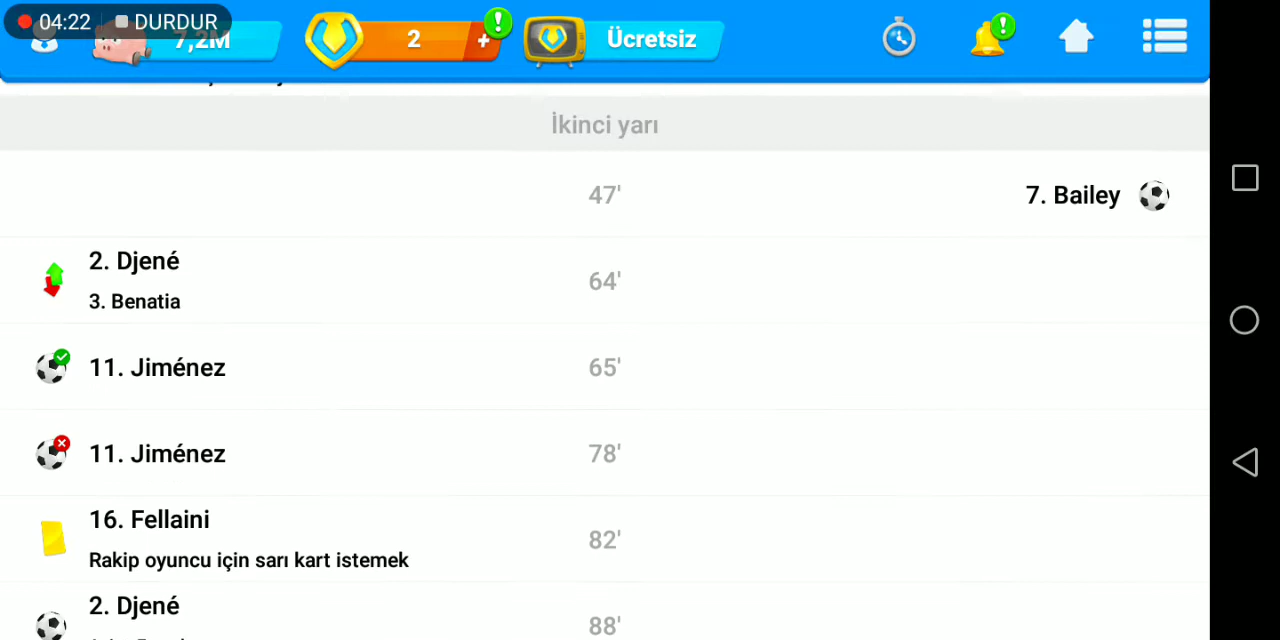 04:22 DURDUR
7,2M
2
+
!
Ücretsiz
!
İkinci yarı
47' 7. Bailey
2. Djené
3. Benatia
64'
11. Jiménez 65'
11. Jiménez 78'
16. Fellaini
Rakip oyuncu için sarı kart istemek
82'
2. Djené
88'